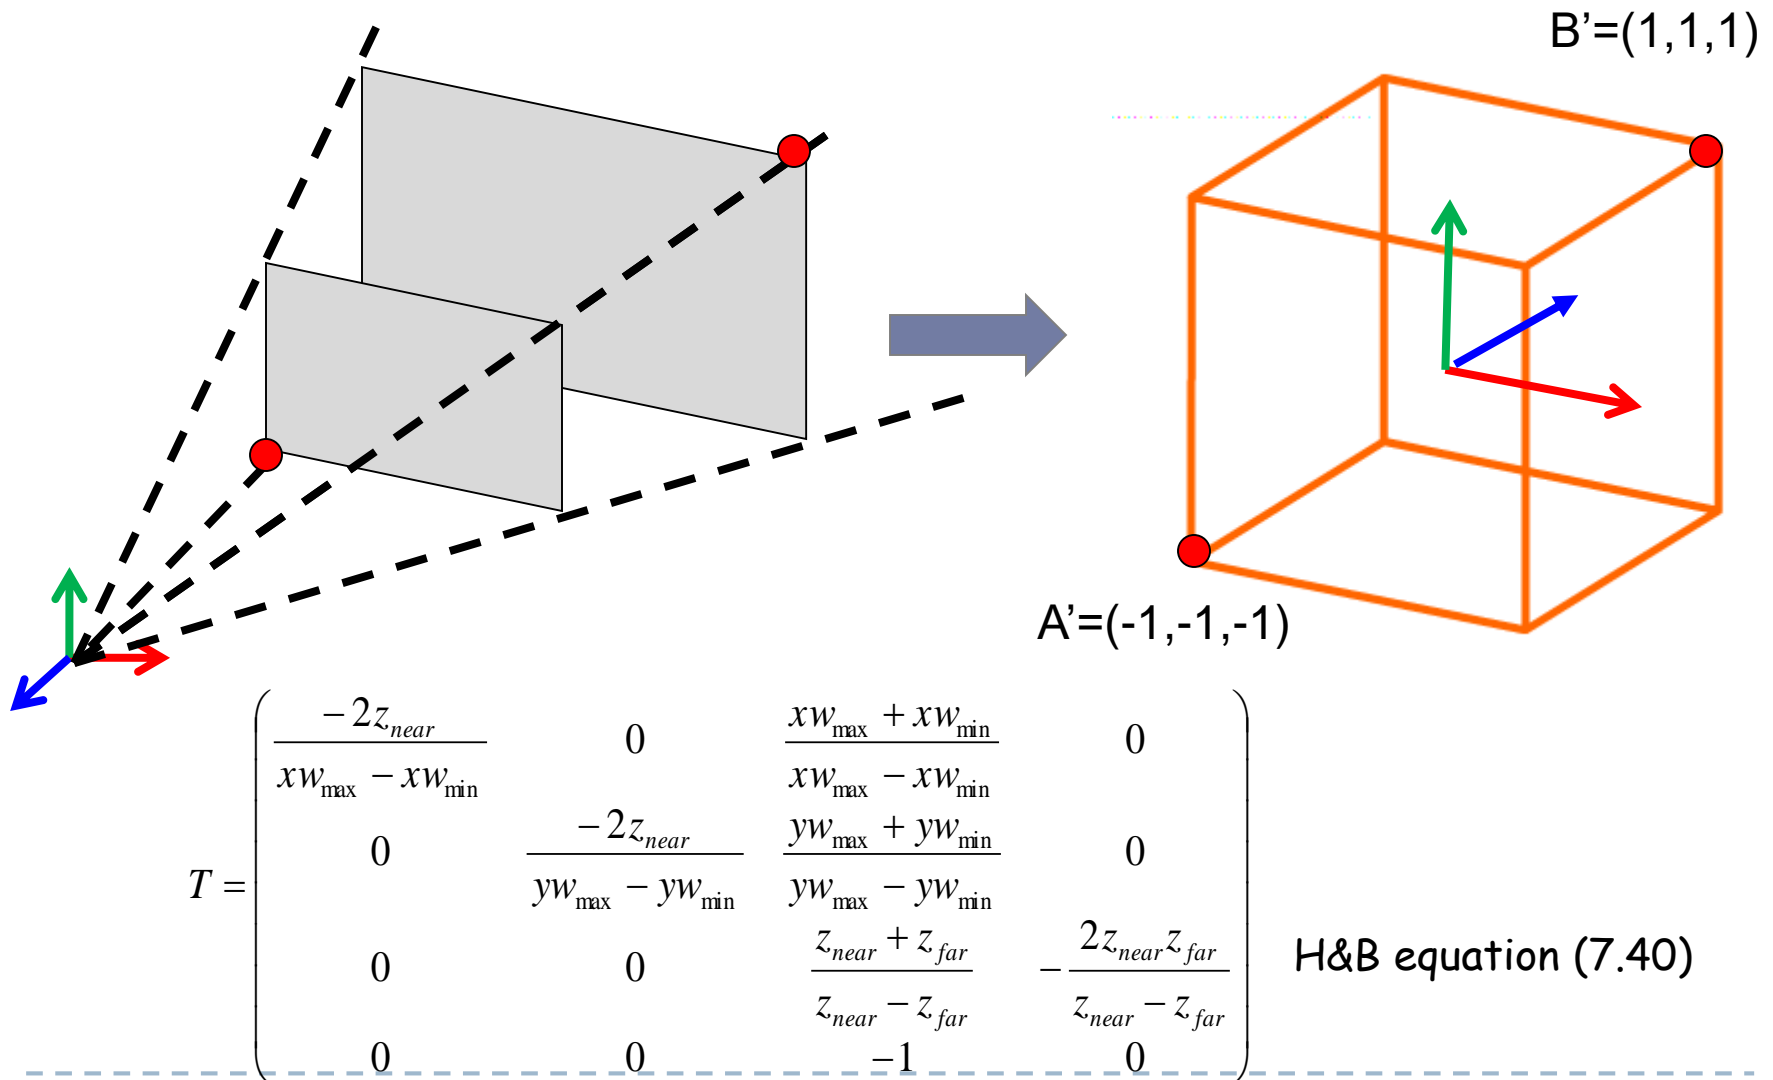 B’=(1,1,1)
A’=(-1,-1,-1)
T = ( −2z_near / (xw_max − xw_min)   0   (xw_max + xw_min) / (xw_max − xw_min)   0
0   −2z_near / (yw_max − yw_min)   (yw_max + yw_min) / (yw_max − yw_min)   0
0   0   (z_near + z_far) / (z_near − z_far)   − 2z_near z_far / (z_near − z_far)
0   0   −1   0 )
H&B equation (7.40)